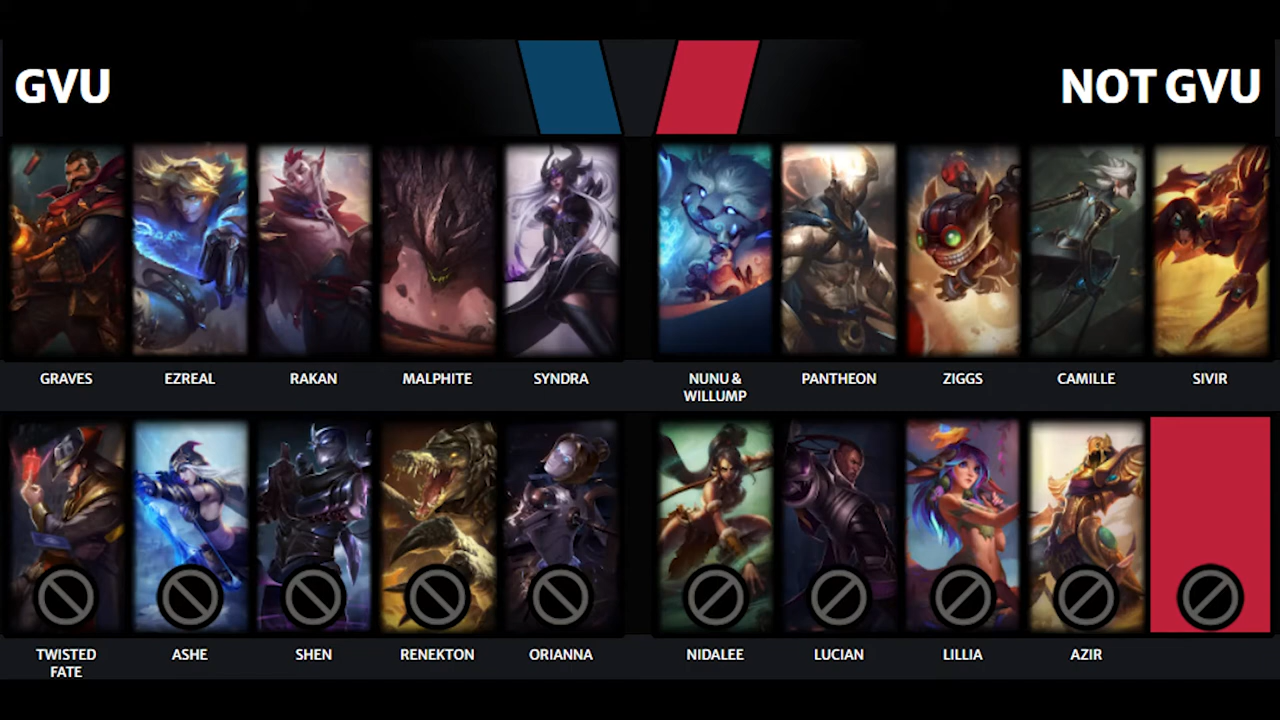 GVU
NOT GVU
GRAVES
EZREAL
RAKAN
MALPHITE
SYNDRA
NUNU &
WILLUMP
PANTHEON
ZIGGS
CAMILLE
SIVIR
TWISTED
FATE
ASHE
SHEN
RENEKTON
ORIANNA
NIDALEE
LUCIAN
LILLIA
AZIR